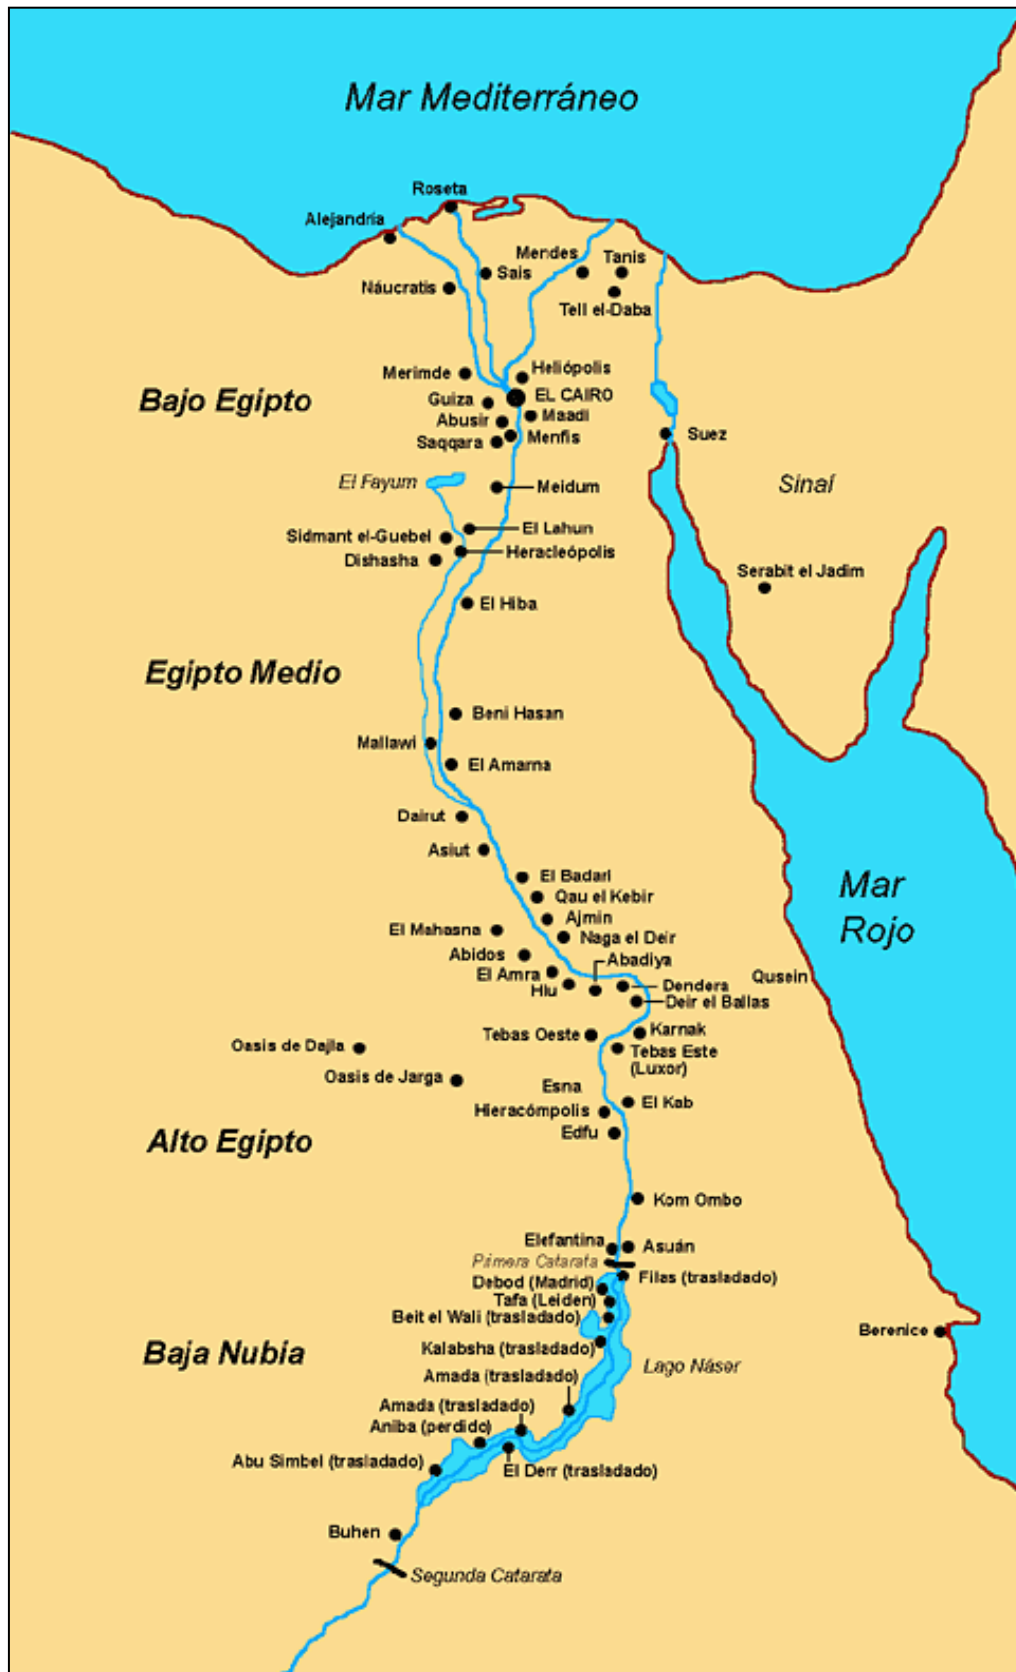 Mar Mediterráneo
Roseta
Alejandría
Mendes
Tanis
Sais
Náucratis
Tell el-Daba
Merimde
Heliópolis
Bajo Egipto
Guiza
EL CAIRO
Abusir
Maadi
Saqqara
Menfis
Suez
El Fayum
Meidum
Sinaí
Sidmant el-Guebel
El Lahun
Dishasha
Heracleópolis
Serabit el Jadim
El Hiba
Egipto Medio
Beni Hasan
Mallawi
El Amarna
Dairut
Asiut
El Badari
Qau el Kebir
Mar
Rojo
Ajmin
El Mahasna
Naga el Deir
Abidos
Abadiya
El Amra
Hiu
Dendera
Qusein
Deir el Ballas
Tebas Oeste
Karnak
Oasis de Dajla
Tebas Este
(Luxor)
Oasis de Jarga
Esna
El Kab
Hieracómpolis
Edfu
Alto Egipto
Kom Ombo
Elefantina
Asuán
Primera Catarata
Filas (trasladado)
Debod (Madrid)
Tafa (Leiden)
Beit el Wali (trasladado)
Berenice
Kalabsha (trasladado)
Baja Nubia
Lago Náser
Amada (trasladado)
Amada (trasladado)
Aniba (perdido)
Abu Simbel (trasladado)
El Derr (trasladado)
Buhen
Segunda Catarata